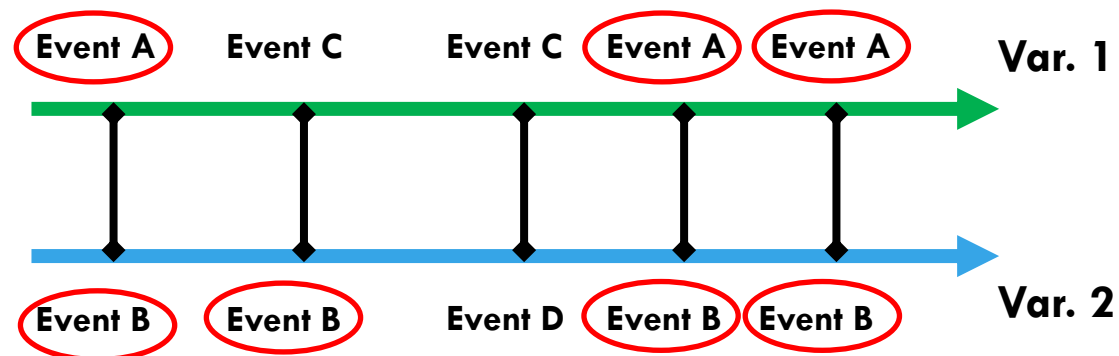 Event A Event C Event C Event A Event A
Var. 1
Event B Event B Event D Event B Event B
Var. 2